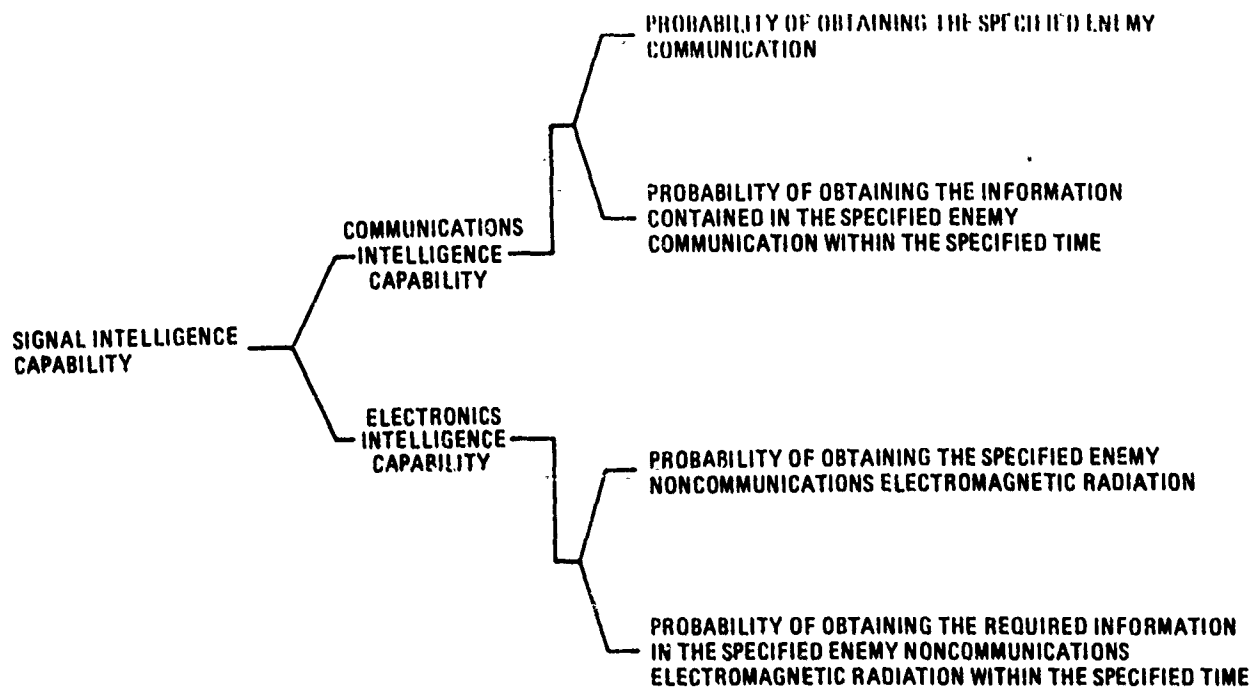 PROBABILITY OF OBTAINING THE SPECIFIED ENEMY
COMMUNICATION
PROBABILITY OF OBTAINING THE INFORMATION
CONTAINED IN THE SPECIFIED ENEMY
COMMUNICATION WITHIN THE SPECIFIED TIME
COMMUNICATIONS
INTELLIGENCE
CAPABILITY
SIGNAL INTELLIGENCE
CAPABILITY
ELECTRONICS
INTELLIGENCE
CAPABILITY
PROBABILITY OF OBTAINING THE SPECIFIED ENEMY
NONCOMMUNICATIONS ELECTROMAGNETIC RADIATION
PROBABILITY OF OBTAINING THE REQUIRED INFORMATION
IN THE SPECIFIED ENEMY NONCOMMUNICATIONS
ELECTROMAGNETIC RADIATION WITHIN THE SPECIFIED TIME